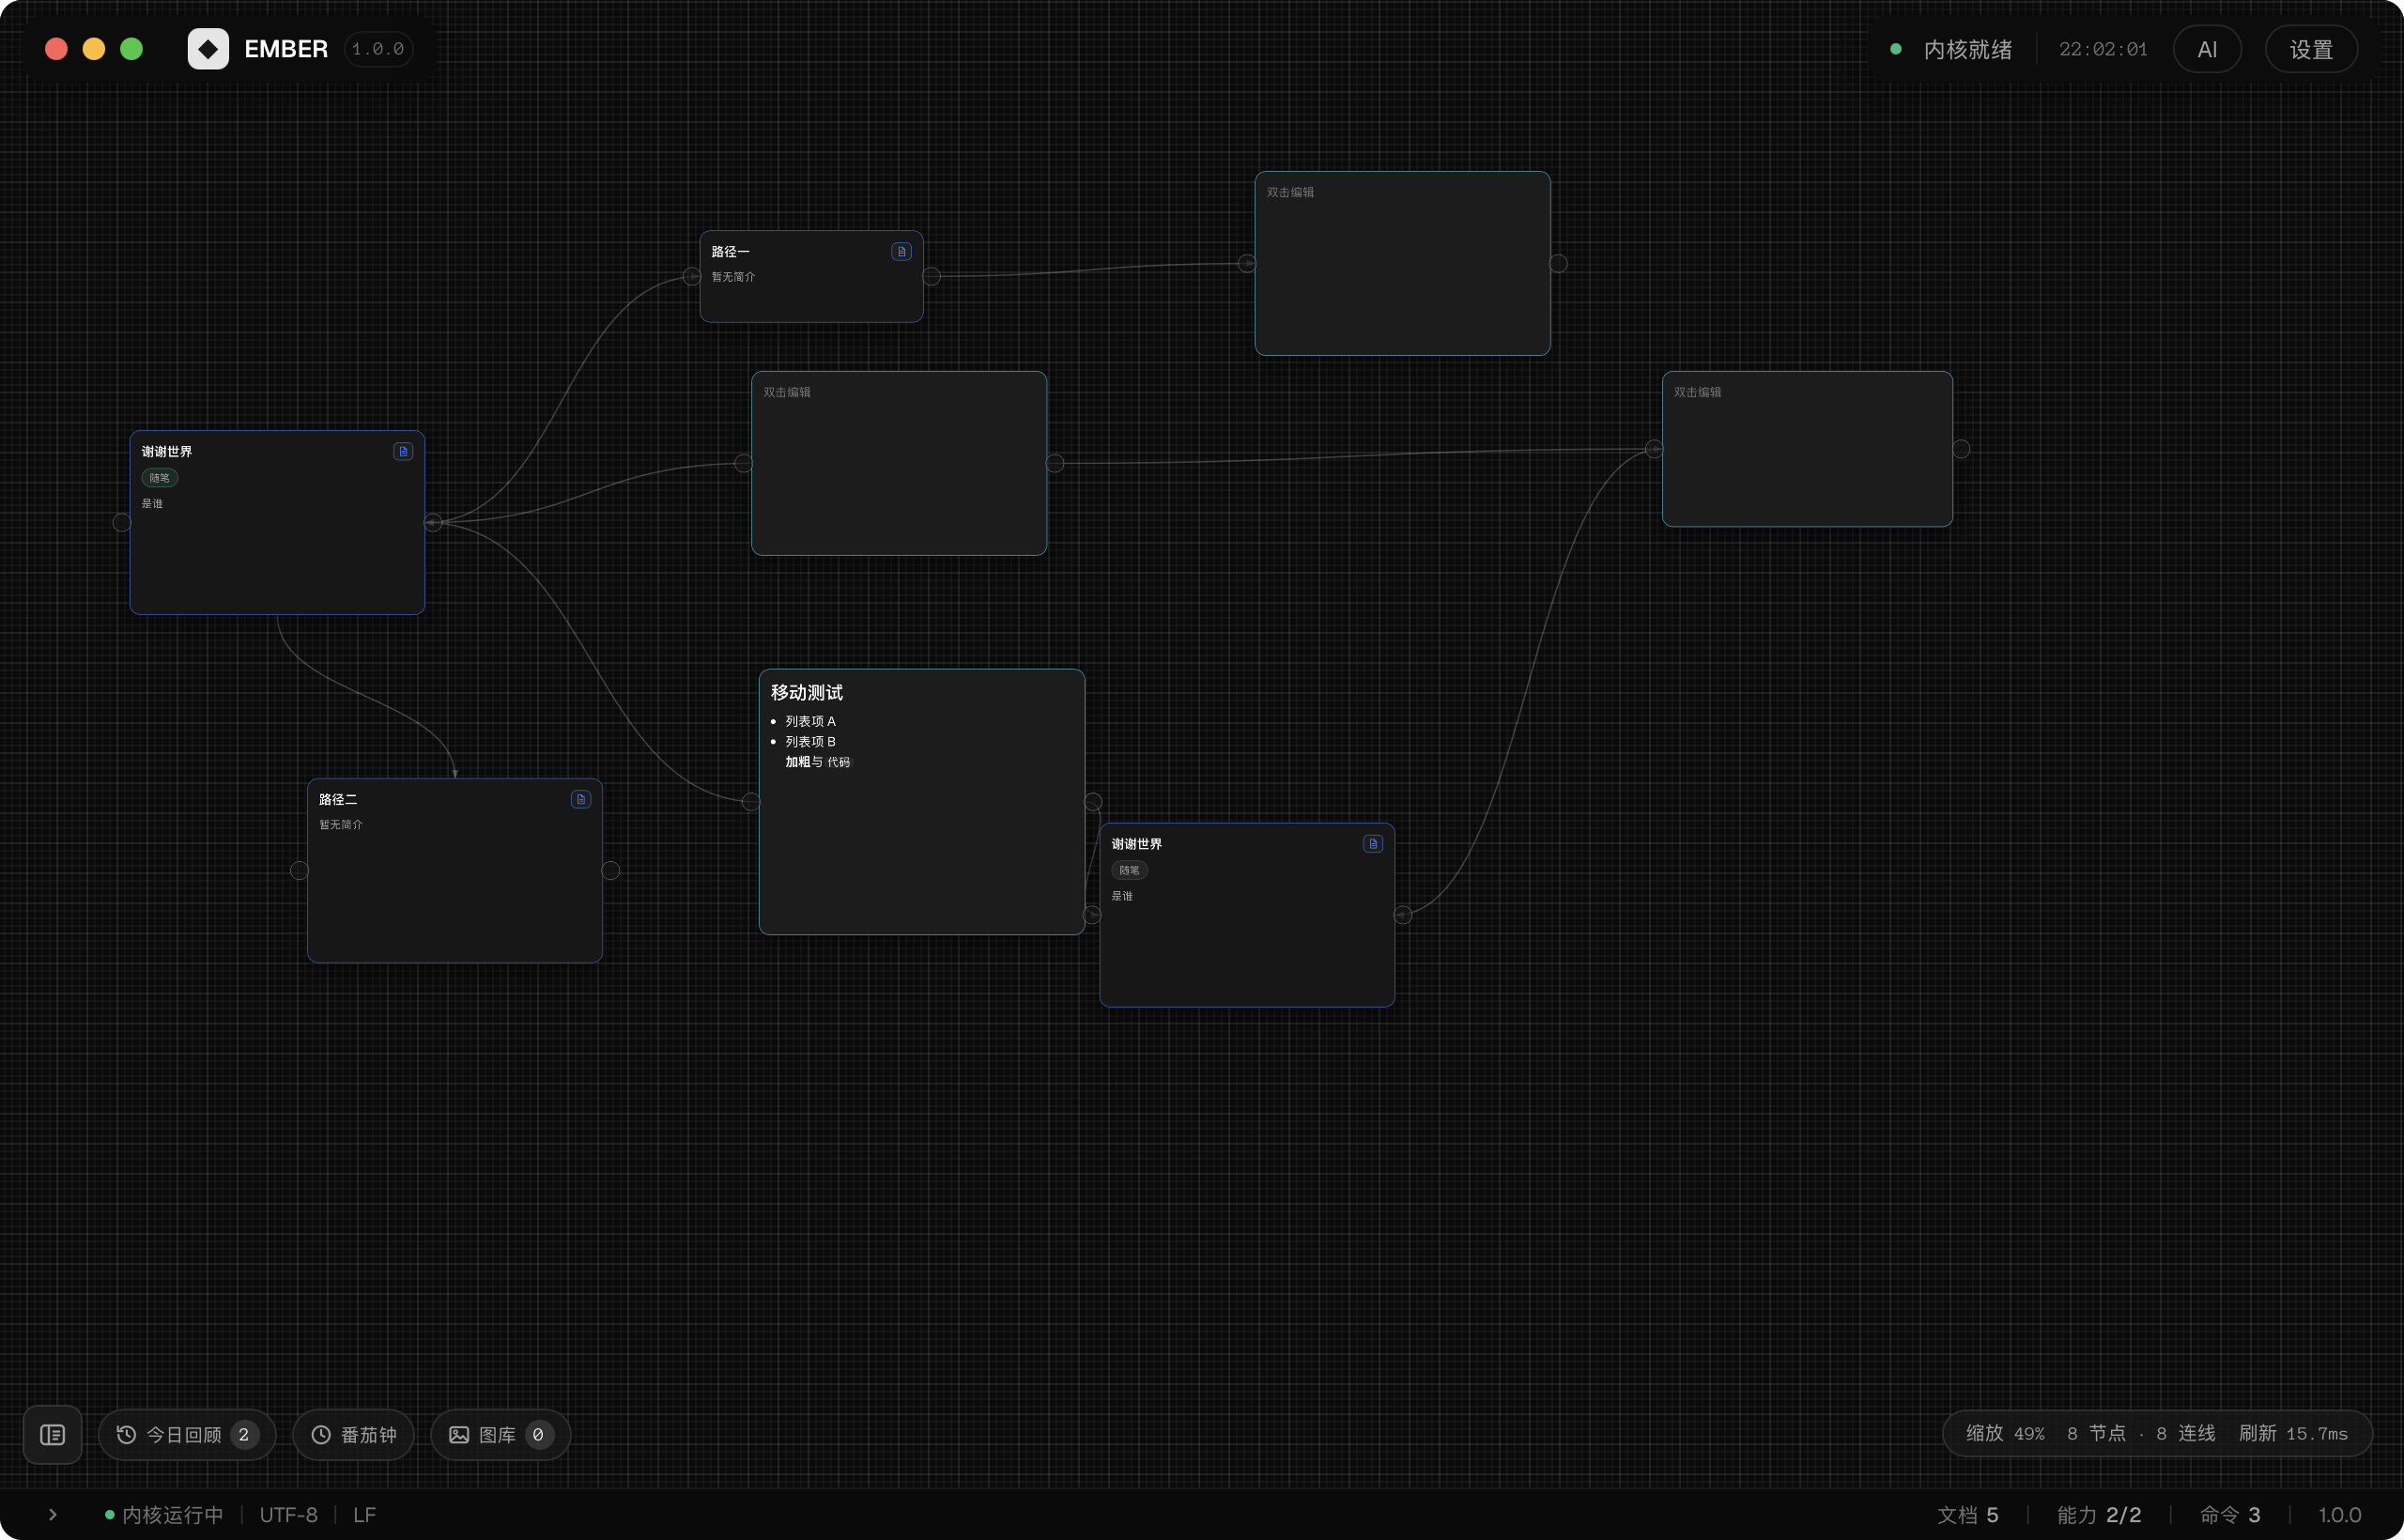 EMBER 1.0.0
内核就绪 22:02:01 AI 设置
双击编辑
路径一
暂无简介
双击编辑
双击编辑
谢谢世界
随笔
是谁
移动测试
列表项 A
列表项 B
加粗与 代码
路径二
暂无简介
谢谢世界
随笔
是谁
今日回顾 2 番茄钟 图库 0
缩放 49% 8 节点 · 8 连线 刷新 15.7ms
内核运行中 UTF-8 LF
文档 5 能力 2/2 命令 3 1.0.0